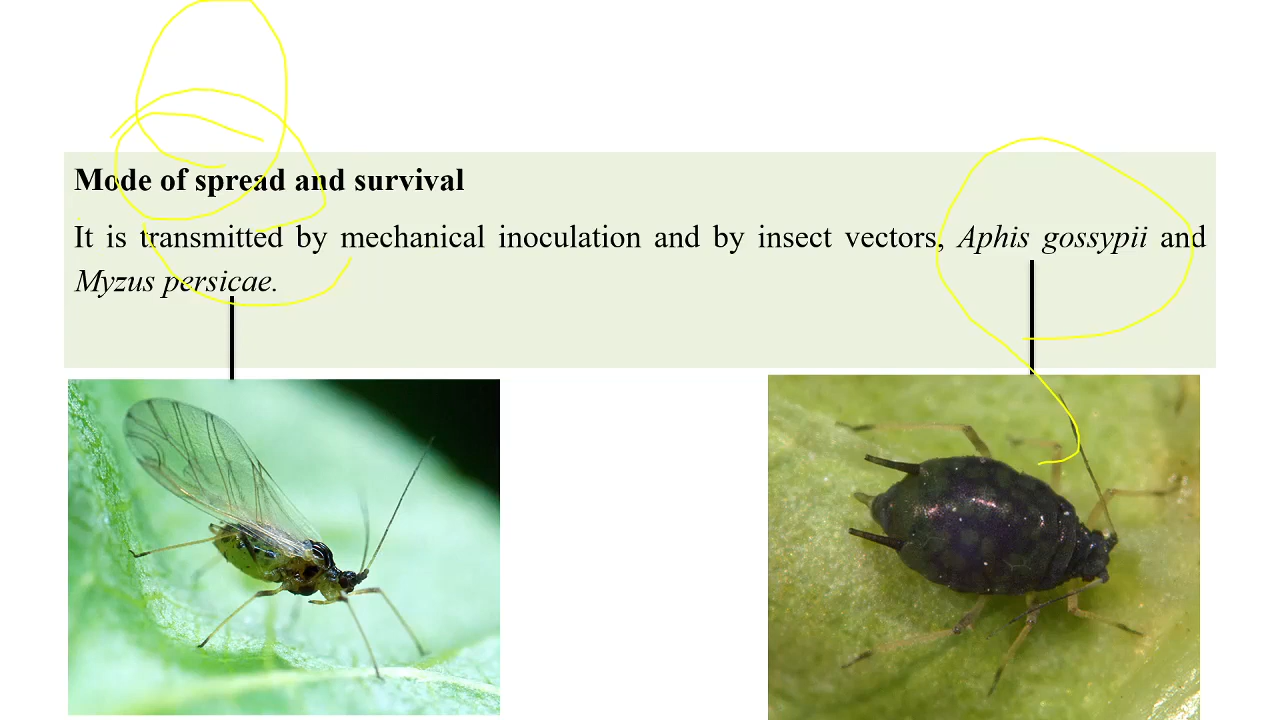 Mode of spread and survival
It is transmitted by mechanical inoculation and by insect vectors, Aphis gossypii and
Myzus persicae.